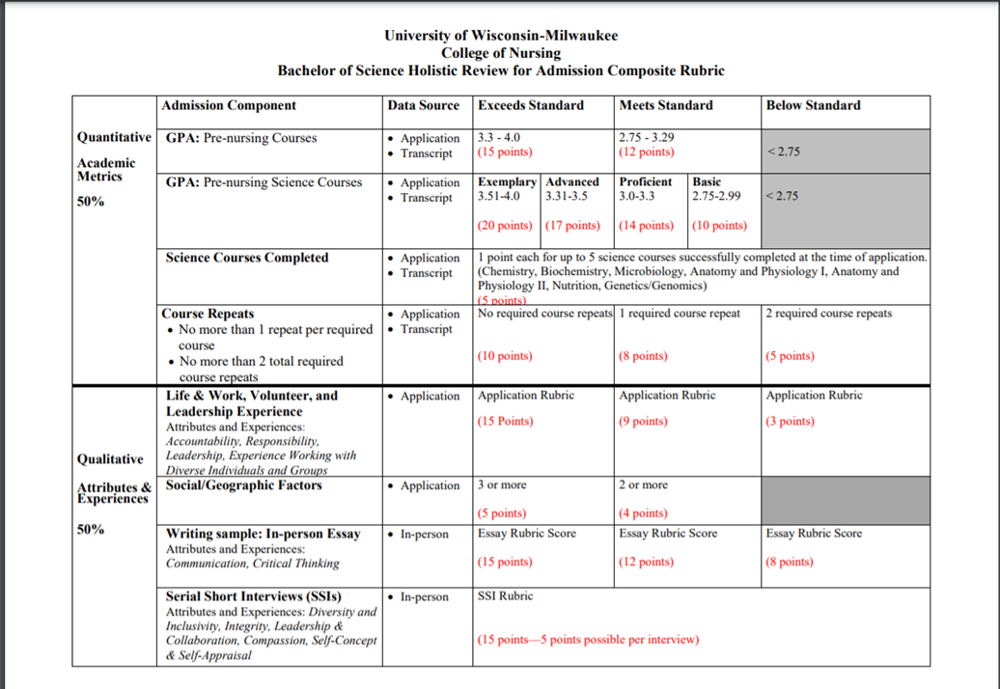 University of Wisconsin-Milwaukee
College of Nursing
Bachelor of Science Holistic Review for Admission Composite Rubric
Admission Component
Data Source
Exceeds Standard
Meets Standard
Below Standard
Quantitative
Academic
Metrics
50%
GPA: Pre-nursing Courses
• Application
• Transcript
3.3 - 4.0
(15 points)
2.75 - 3.29
(12 points)
< 2.75
GPA: Pre-nursing Science Courses
• Application
• Transcript
Exemplary
3.51-4.0
(20 points)
Advanced
3.31-3.5
(17 points)
Proficient
3.0-3.3
(14 points)
Basic
2.75-2.99
(10 points)
< 2.75
Science Courses Completed
• Application
• Transcript
1 point each for up to 5 science courses successfully completed at the time of application.
(Chemistry, Biochemistry, Microbiology, Anatomy and Physiology I, Anatomy and
Physiology II, Nutrition, Genetics/Genomics)
(5 points)
Course Repeats
• No more than 1 repeat per required
course
• No more than 2 total required
course repeats
• Application
• Transcript
No required course repeats
(10 points)
1 required course repeat
(8 points)
2 required course repeats
(5 points)
Qualitative
Attributes &
Experiences
50%
Life & Work, Volunteer, and
Leadership Experience
Attributes and Experiences:
Accountability, Responsibility,
Leadership, Experience Working with
Diverse Individuals and Groups
• Application
Application Rubric
(15 Points)
Application Rubric
(9 points)
Application Rubric
(3 points)
Social/Geographic Factors
• Application
3 or more
(5 points)
2 or more
(4 points)
Writing sample: In-person Essay
Attributes and Experiences:
Communication, Critical Thinking
• In-person
Essay Rubric Score
(15 points)
Essay Rubric Score
(12 points)
Essay Rubric Score
(8 points)
Serial Short Interviews (SSIs)
Attributes and Experiences: Diversity and
Inclusivity, Integrity, Leadership &
Collaboration, Compassion, Self-Concept
& Self-Appraisal
• In-person
SSI Rubric
(15 points—5 points possible per interview)